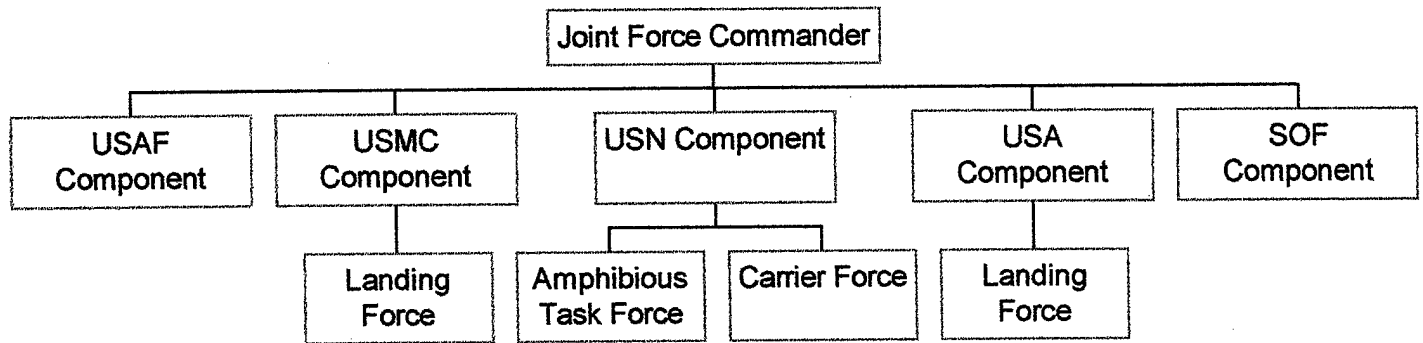 Joint Force Commander
USAF
Component
USMC
Component
USN Component
USA
Component
SOF
Component
Landing
Force
Amphibious
Task Force
Carrier Force
Landing
Force